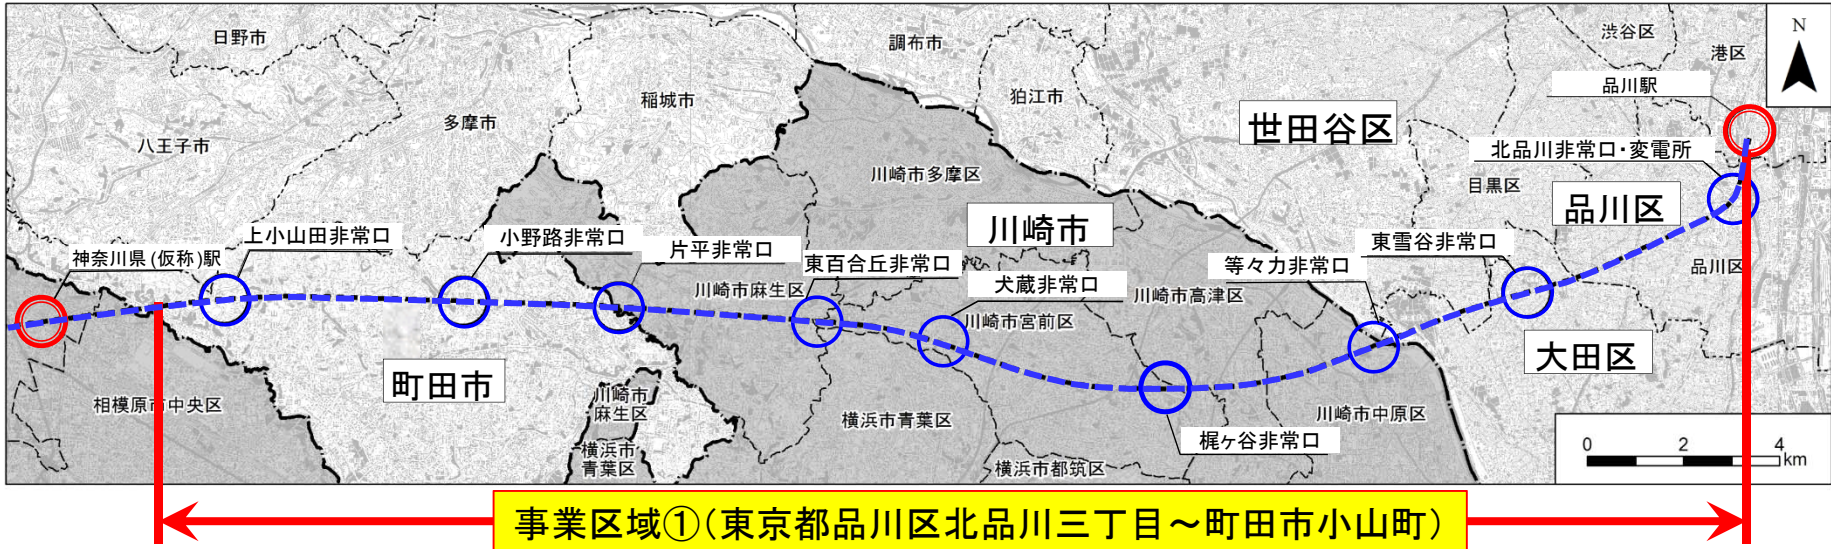 日野市
調布市
渋谷区
港区
N
品川駅
稲城市
狛江市
多摩市
世田谷区
八王子市
北品川非常口・変電所
川崎市多摩区
目黒区
品川区
川崎市
上小山田非常口
小野路非常口
東雪谷非常口
神奈川県(仮称)駅
片平非常口
東百合丘非常口
等々力非常口
品川区
犬蔵非常口
川崎市麻生区
川崎市高津区
川崎市宮前区
大田区
町田市
相模原市中央区
川崎市
麻生区
横浜市青葉区
川崎市中原区
梶ヶ谷非常口
横浜市
青葉区
横浜市都筑区
0 2 4
km
事業区域①(東京都品川区北品川三丁目～町田市小山町)